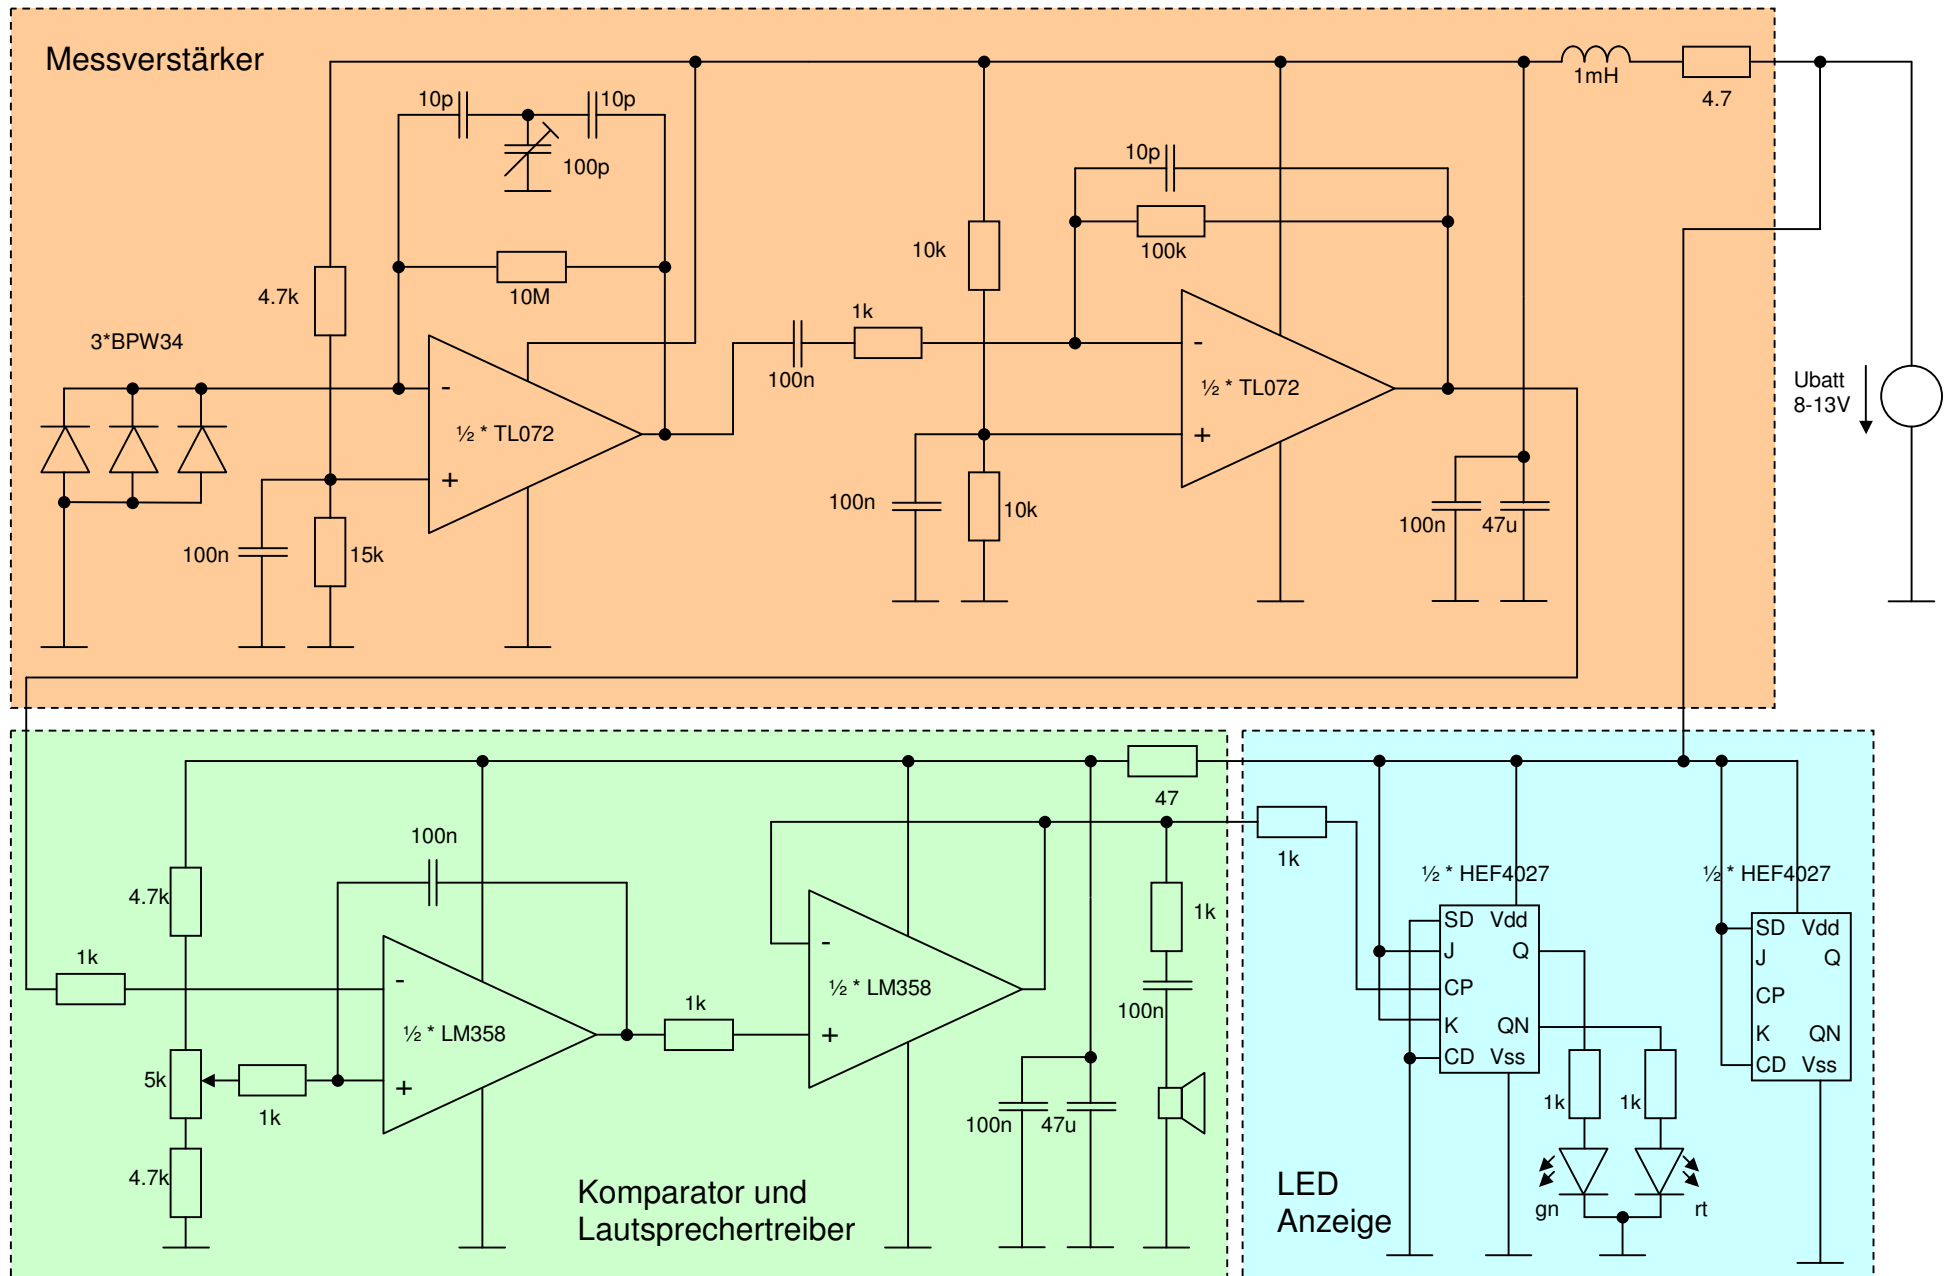 Messverstärker
1mH
4.7
10p
10p
100p
10p
10k
100k
4.7k
10M
1k
3*BPW34
100n
Ubatt
8-13V
-
½ * TL072
+
-
½ * TL072
+
100n
15k
100n
10k
100n
47u
47
100n
1k
4.7k
½ * HEF4027
½ * HEF4027
1k
SD Vdd
J Q
CP
K QN
CD Vss
SD Vdd
J Q
CP
K QN
CD Vss
1k
-
½ * LM358
+
1k
-
½ * LM358
+
100n
5k
1k
100n
47u
1k
1k
4.7k
Komparator und
Lautsprechertreiber
LED
Anzeige
gn
rt